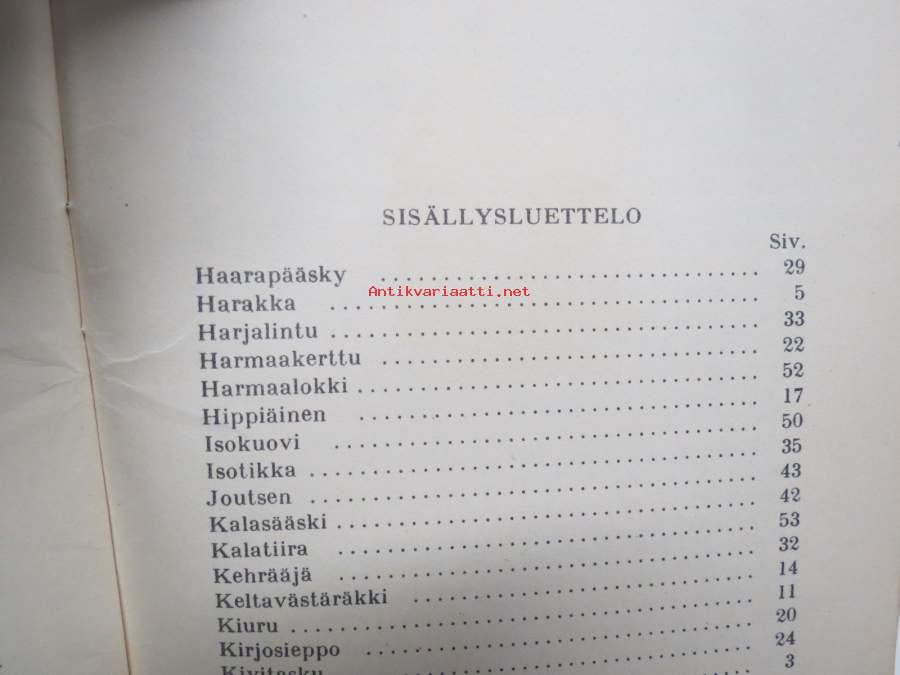 SISÄLLYSLUETTELO
Siv.
Haarapääsky 29
Antikvariaatti.net
Harakka 5
Harjalintu 33
Harmaakerttu 22
Harmaalokki 52
Hippiäinen 17
Isokuovi 50
Isotikka 35
Joutsen 43
Kalasääski 42
Kalatiira 53
Kehrääjä 32
Keltavästäräkki 14
Kiuru 11
Kirjosieppo 20
Kivitasku 24
3